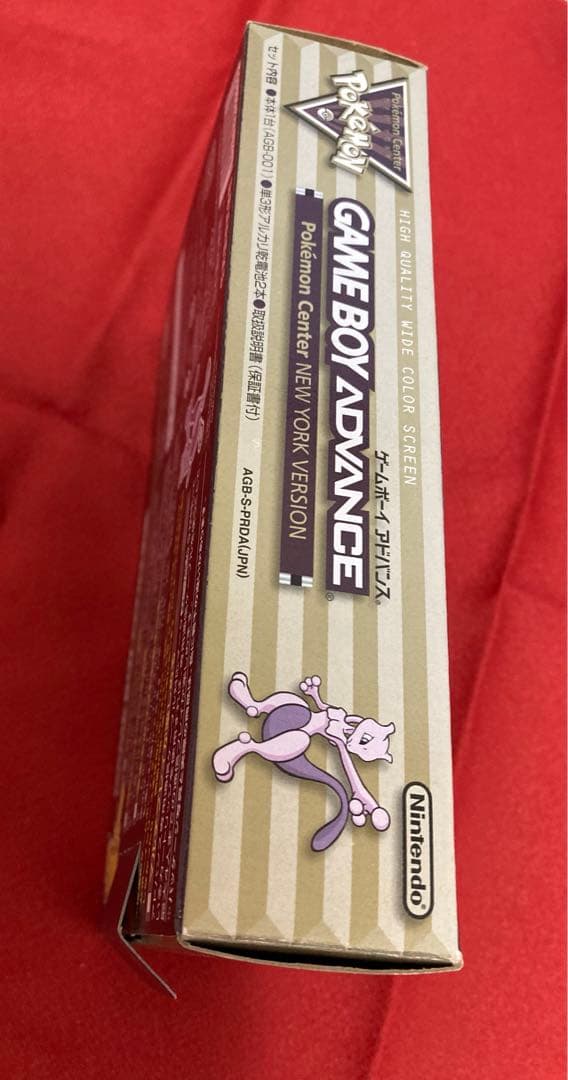 Pokémon Center
POKéMON
HIGH QUALITY WIDE COLOR SCREEN
ゲームボーイ アドバンス®
GAME BOY ADVANCE®
Pokémon Center NEW YORK VERSION
セット内容 ●本体1台(AGB-001)●単3形アルカリ乾電池2本●取扱説明書(保証書付)
AGB-S-PRDA(JPN)
Nintendo®